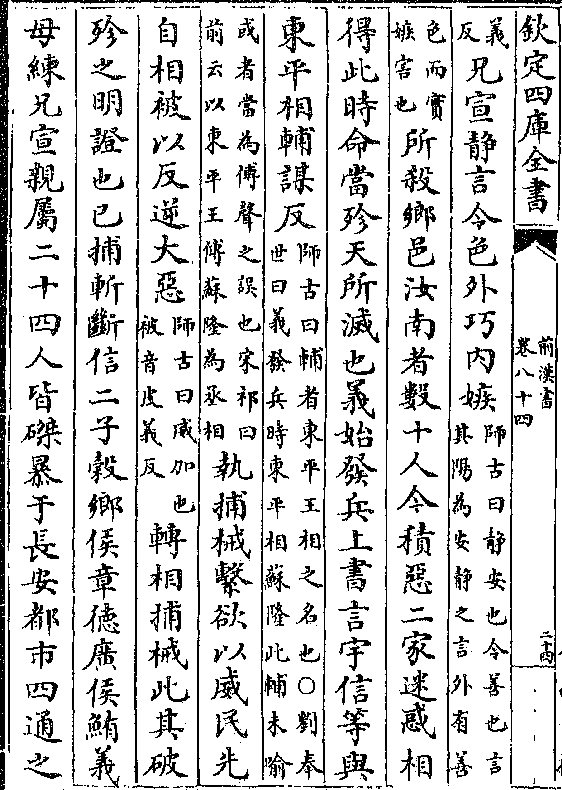 欽定四庫全書
前漢書
卷八十四
二十四
義
反
兄宣静言令色外巧内嫉
師古曰静安也令善也言
其陽為安静之言外有善
色而實
嫉害也
所殺鄉邑汝南者數十人今積惡二家迷惑相
得此時命當殄天所滅也義始發兵上書言宇信等與
東平相輔謀反
師古曰輔者東平王相之名也○劉奉
世曰義發兵時東平相蘇隆此輔未喻
或者當為傅聲之誤也宋祁曰
前云以東平王傅蘇隆為丞相
執捕械繫欲以威民先
自相被以反逆大惡
師古曰威加也
被音皮義反
轉相捕械此其破
殄之明證也已捕斬斷信二子穀鄉侯章徳廣侯鮪義
母練兄宣親屬二十四人皆磔暴于長安都市四通之